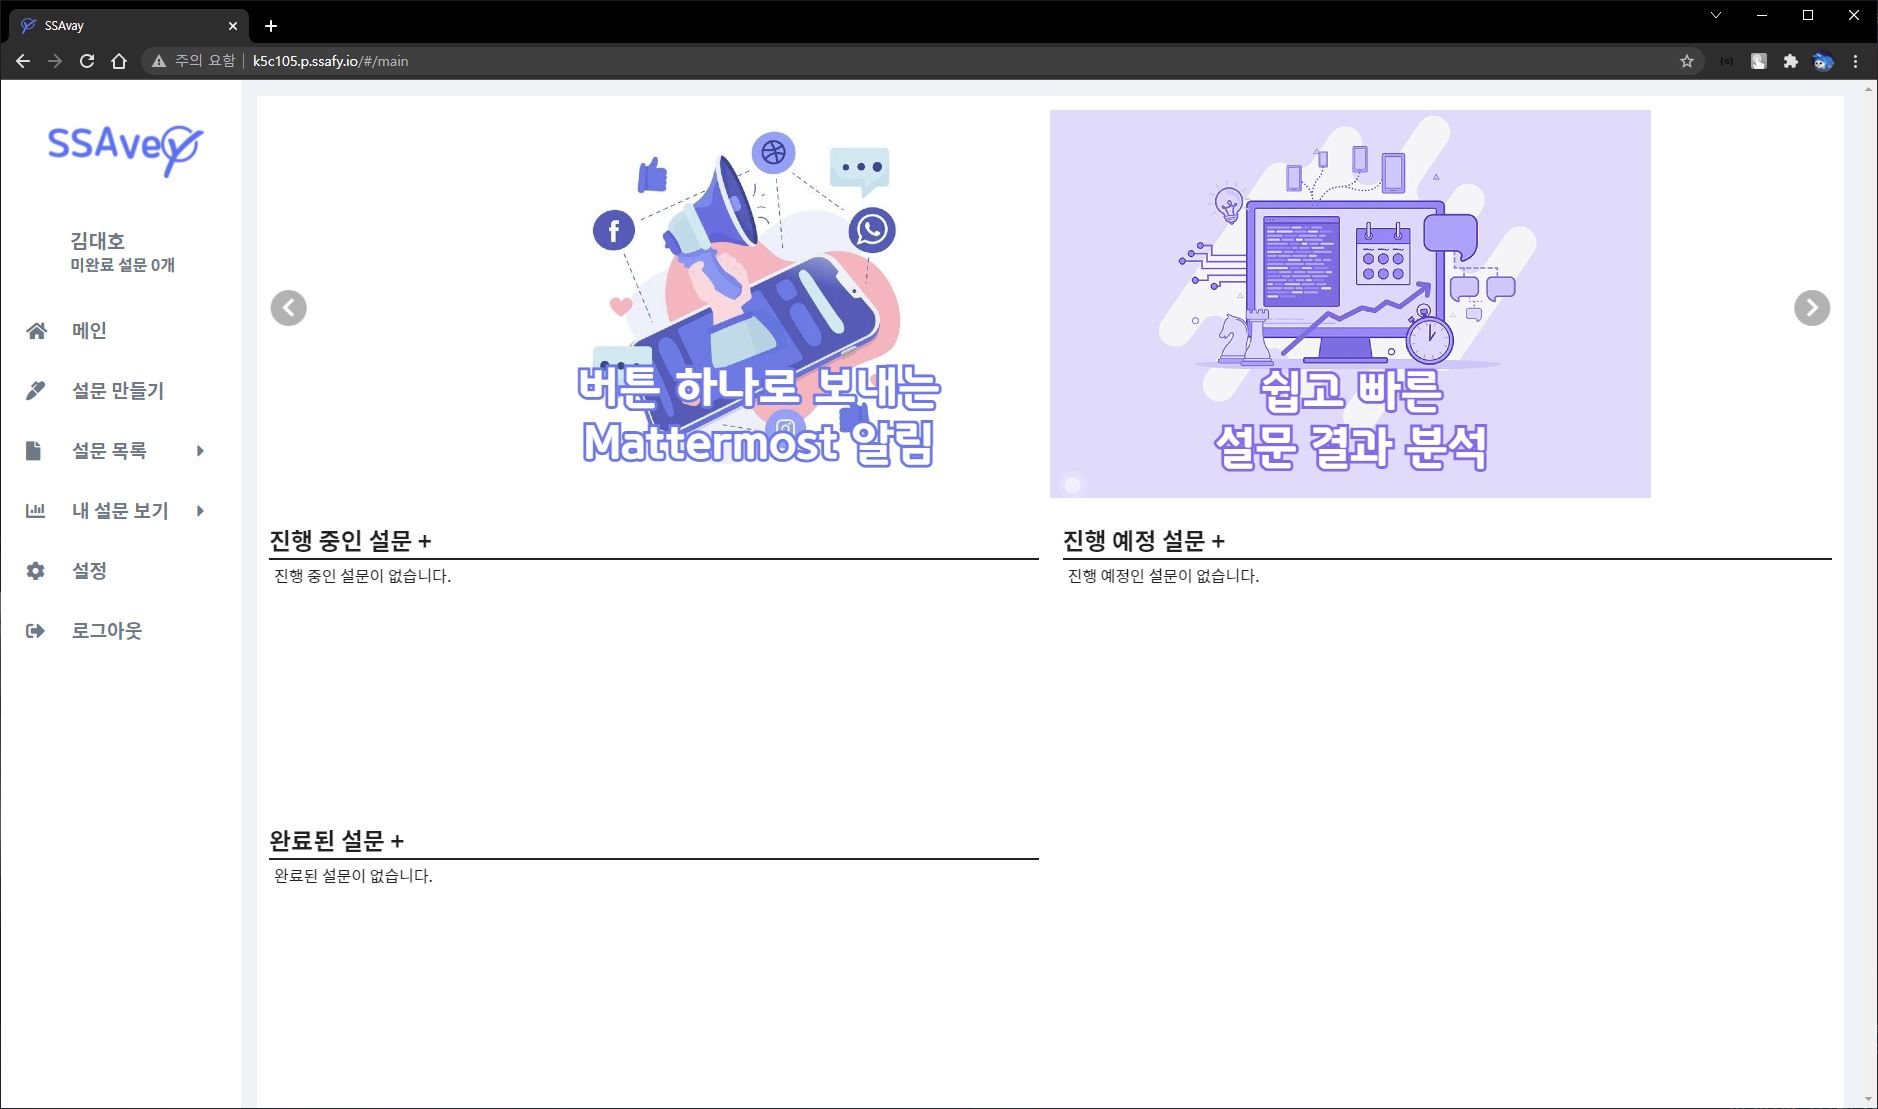 SSAvay
주의 요함
k5c105.p.ssafy.io/#/main
SSAvey
김대호
미완료 설문 0개
메인
설문 만들기
설문 목록
내 설문 보기
설정
로그아웃
버튼 하나로 보내는
Mattermost 알림
쉽고 빠른
설문 결과 분석
진행 중인 설문 +
진행 중인 설문이 없습니다.
진행 예정 설문 +
진행 예정인 설문이 없습니다.
완료된 설문 +
완료된 설문이 없습니다.